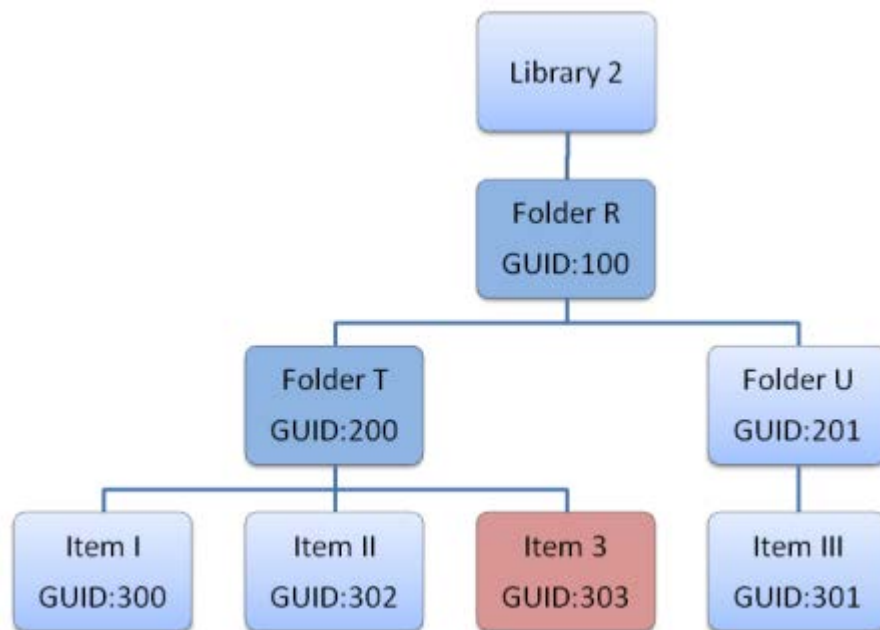 Library 2
Folder R
GUID:100
Folder T
GUID:200
Folder U
GUID:201
Item I
GUID:300
Item II
GUID:302
Item 3
GUID:303
Item III
GUID:301